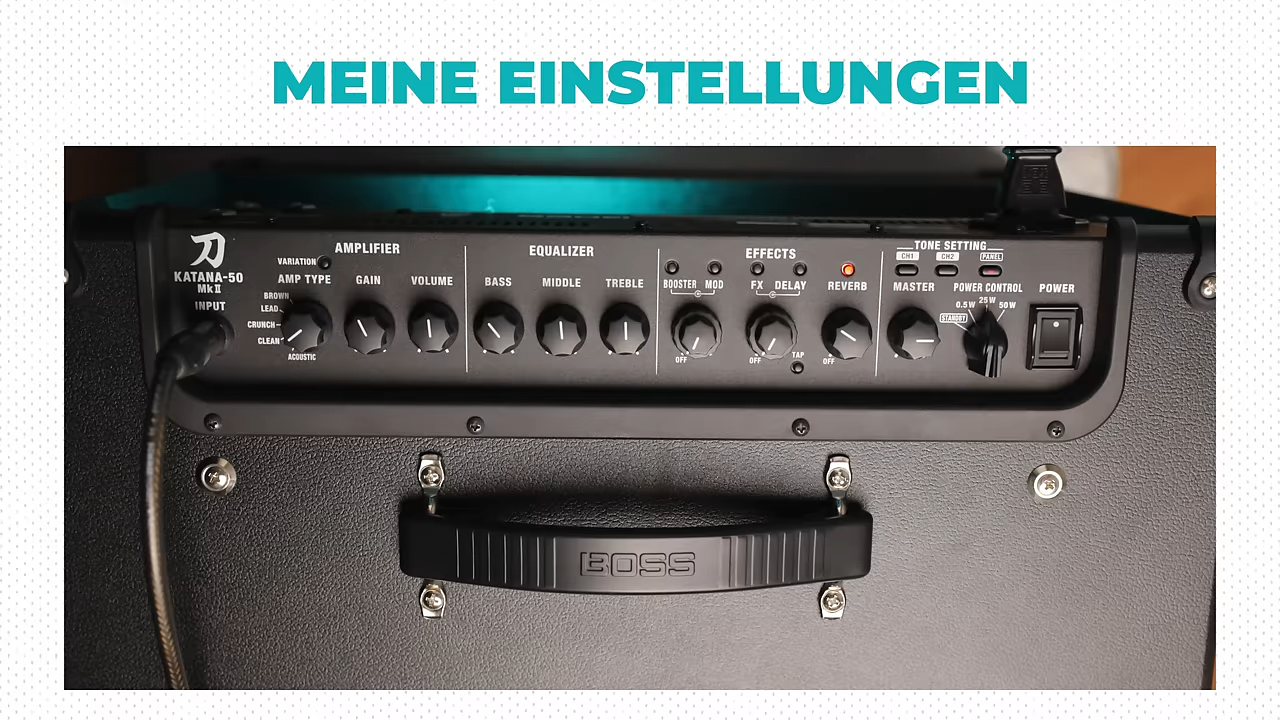 MEINE EINSTELLUNGEN
刀
KATANA-50
MkII
INPUT
AMPLIFIER
VARIATION
AMP TYPE GAIN VOLUME
BROWN
LEAD
CRUNCH
CLEAN
ACOUSTIC
EQUALIZER
BASS MIDDLE TREBLE
EFFECTS
BOOSTER MOD FX DELAY REVERB
OFF OFF OFF
TAP
TONE SETTING
CH1 CH2 PANEL
MASTER POWER CONTROL POWER
STANDBY 0.5W 25W 50W
BOSS